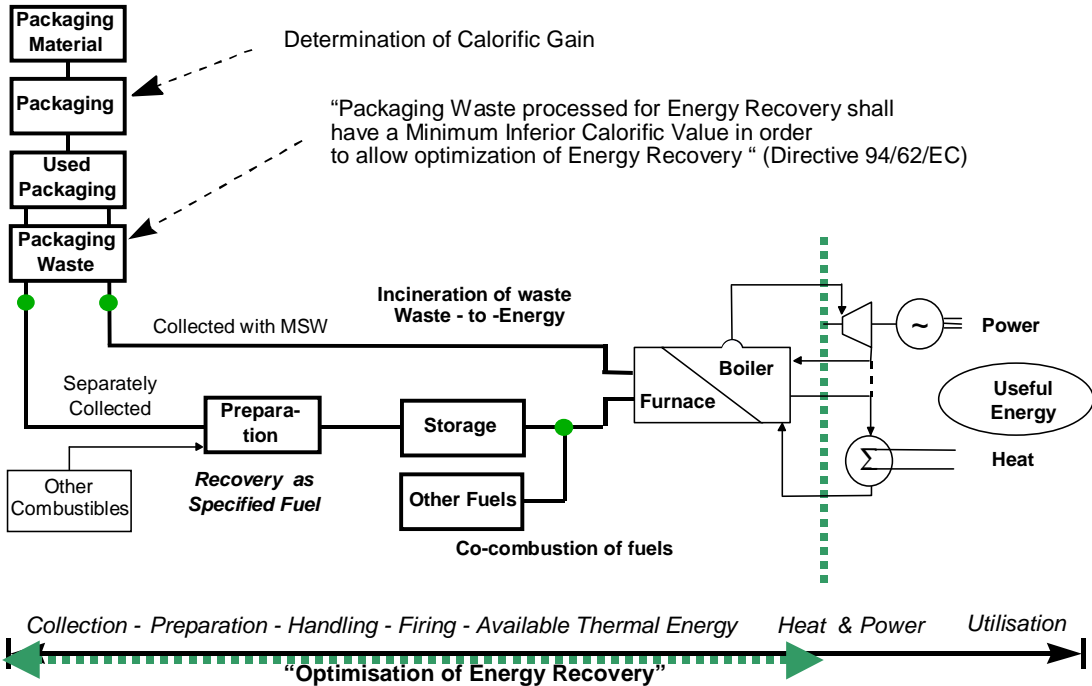 Packaging
Material
Determination of Calorific Gain
Packaging
“Packaging Waste processed for Energy Recovery shall
have a Minimum Inferior Calorific Value in order
to allow optimization of Energy Recovery “ (Directive 94/62/EC)
Used
Packaging
Packaging
Waste
Incineration of waste
Waste - to -Energy
Collected with MSW
~
Power
Boiler
Furnace
Useful
Energy
Separately
Collected
Prepara-
tion
Storage
Σ
Heat
Other
Combustibles
Recovery as
Specified Fuel
Other Fuels
Co-combustion of fuels
Collection - Preparation - Handling - Firing - Available Thermal Energy
Heat & Power
Utilisation
“Optimisation of Energy Recovery”